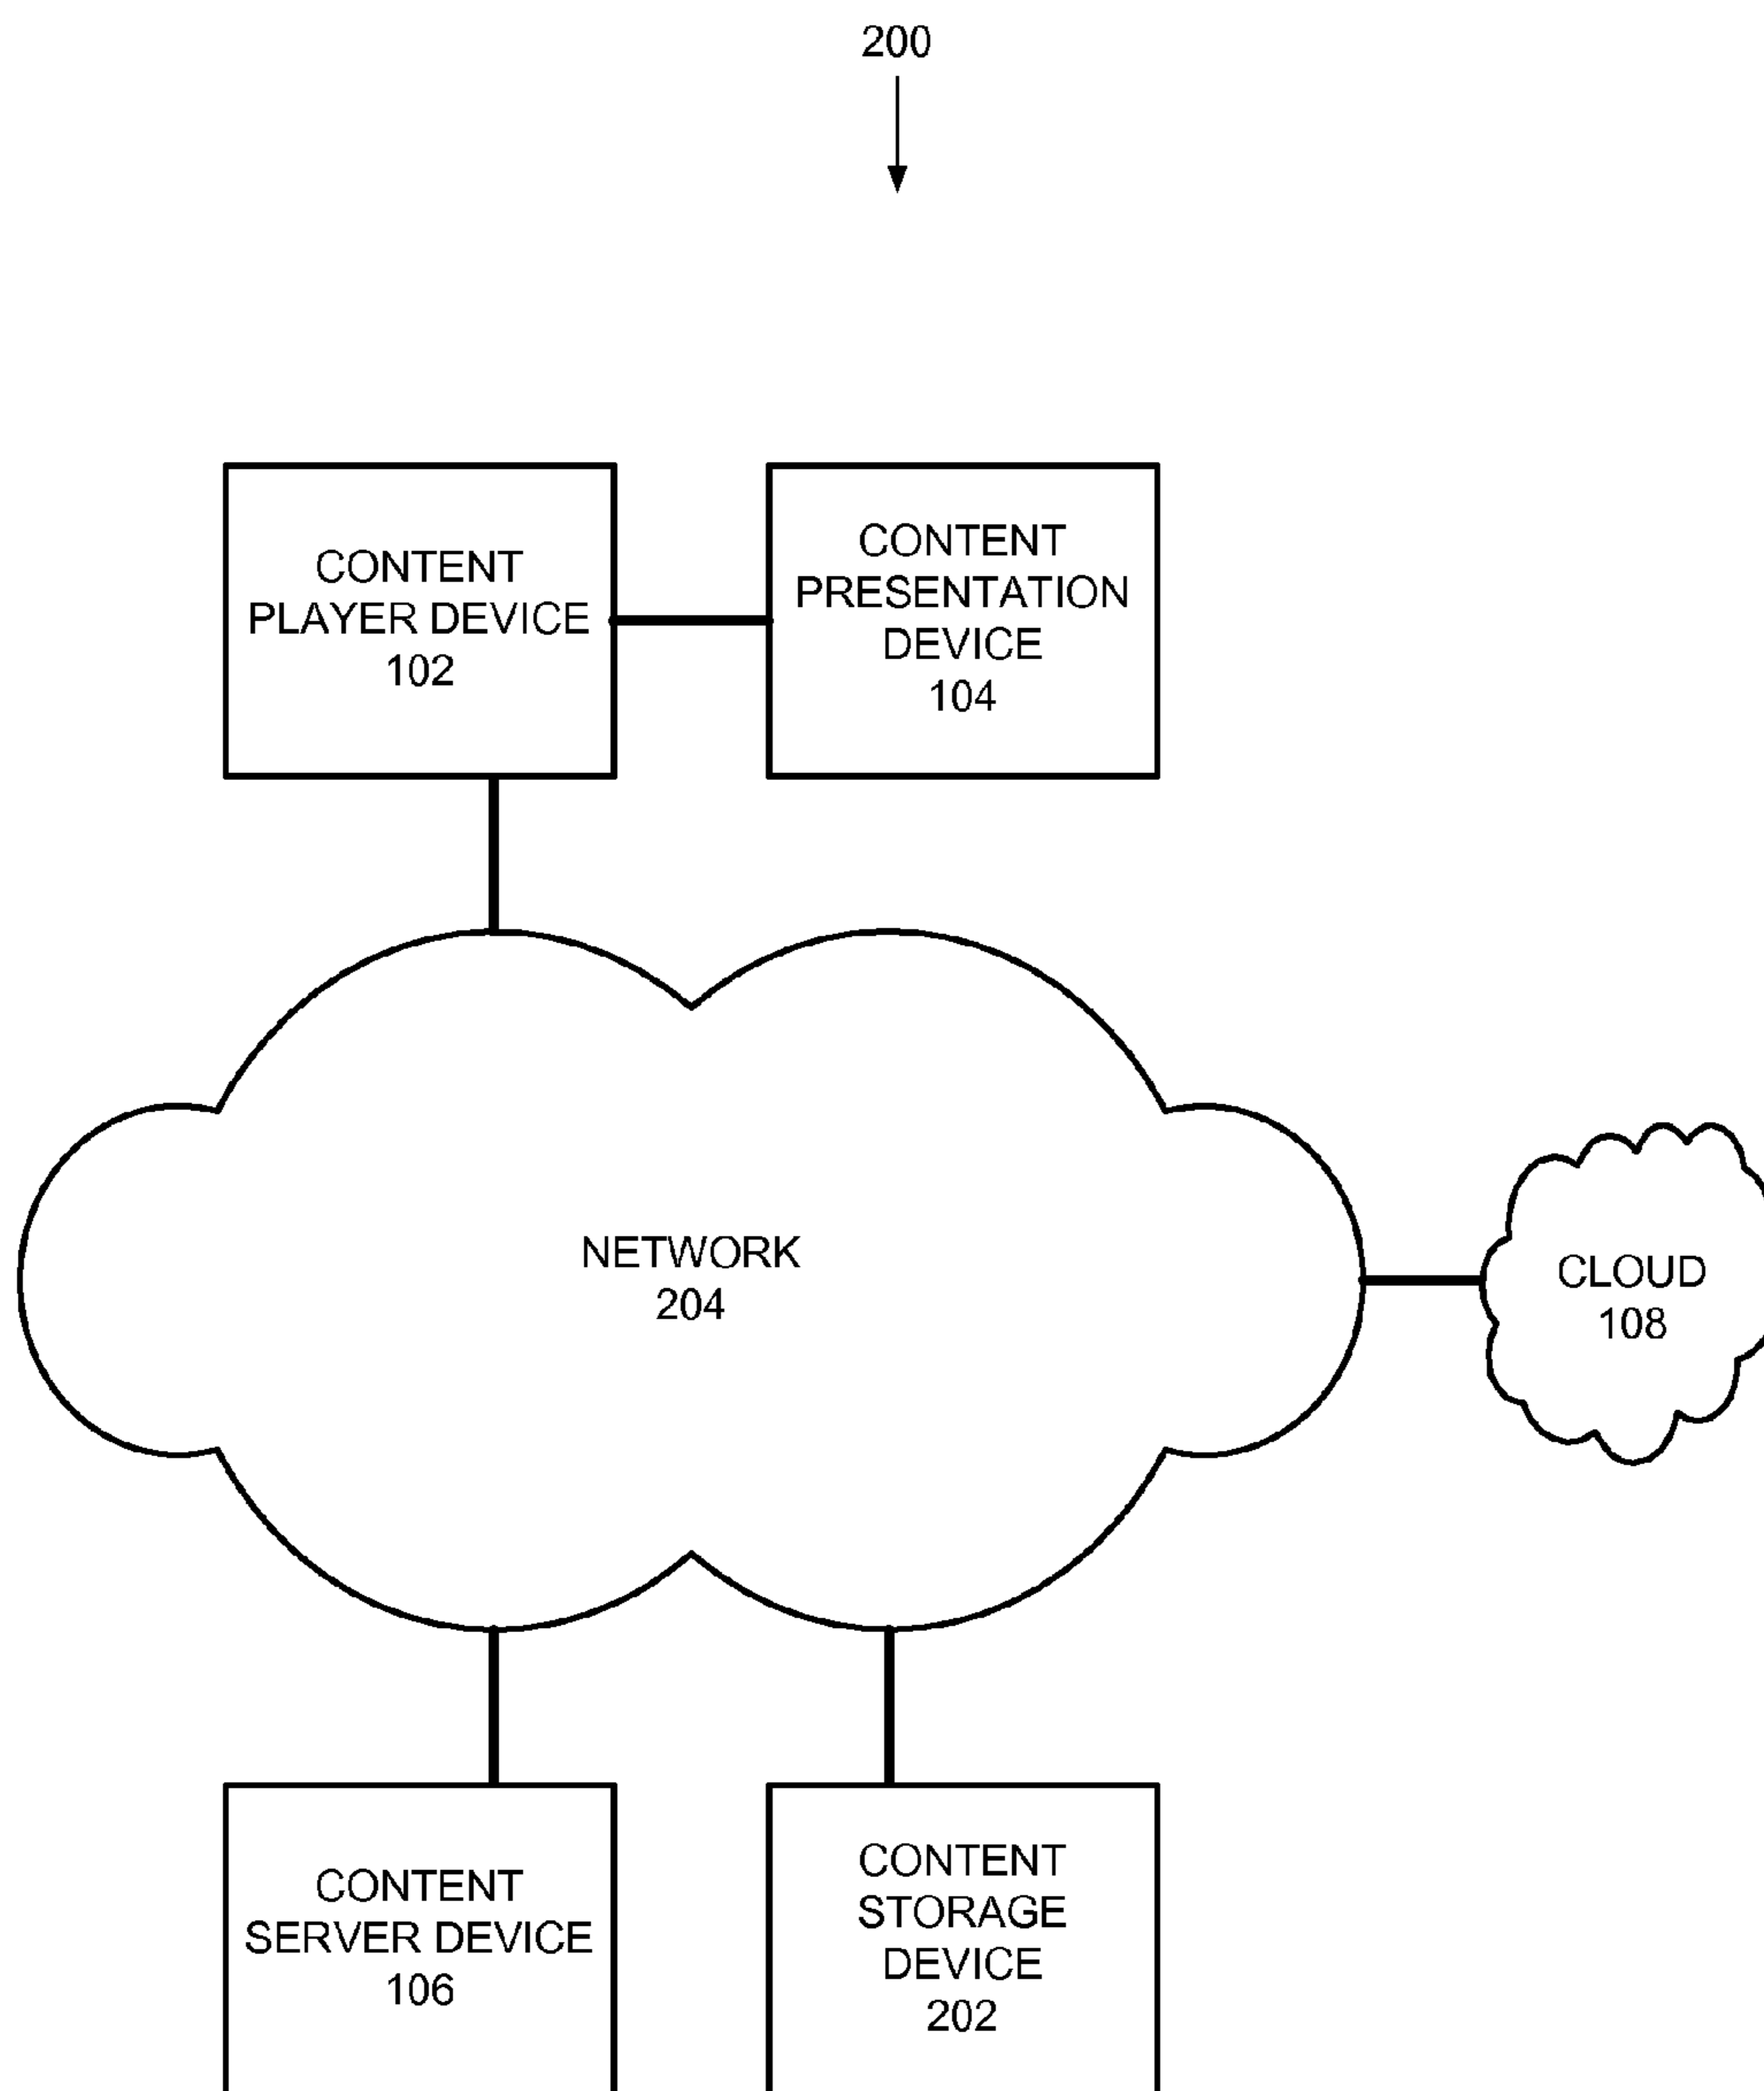 200
CONTENT
PLAYER DEVICE
102
CONTENT
PRESENTATION
DEVICE
104
NETWORK
204
CLOUD
108
CONTENT
SERVER DEVICE
106
CONTENT
STORAGE
DEVICE
202